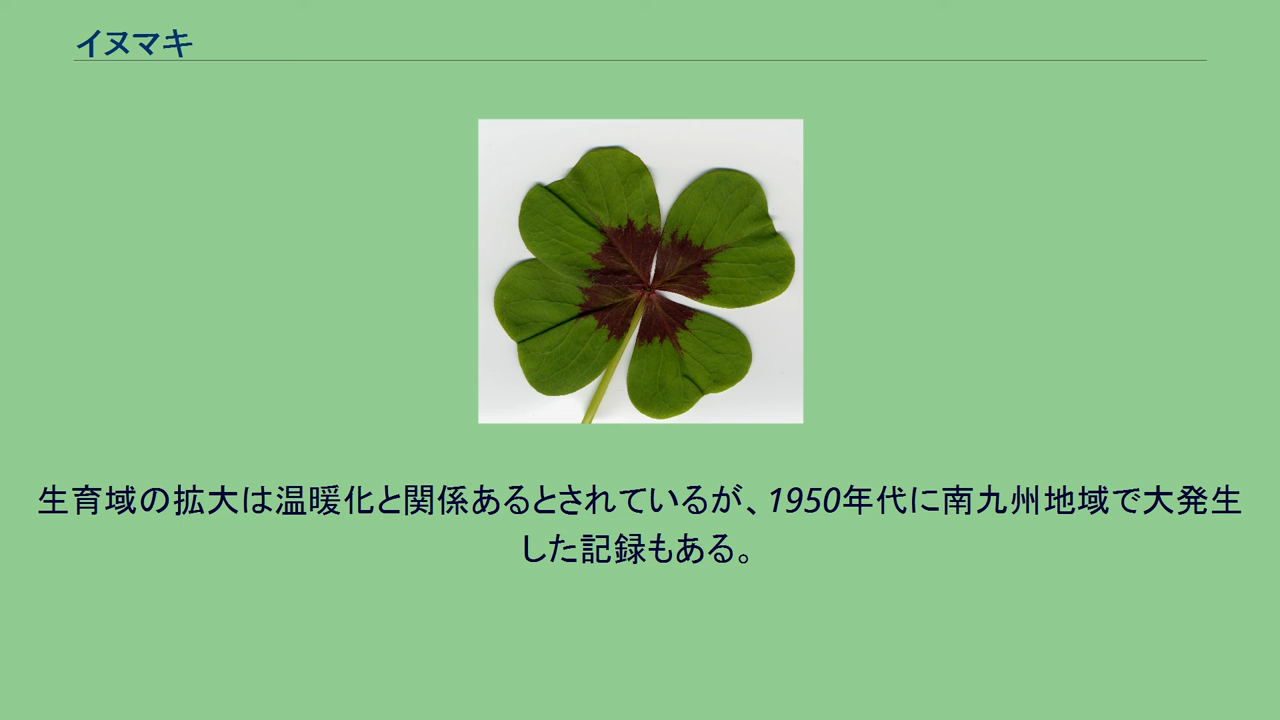 イヌマキ
生育域の拡大は温暖化と関係あるとされているが、1950年代に南九州地域で大発生
した記録もある。